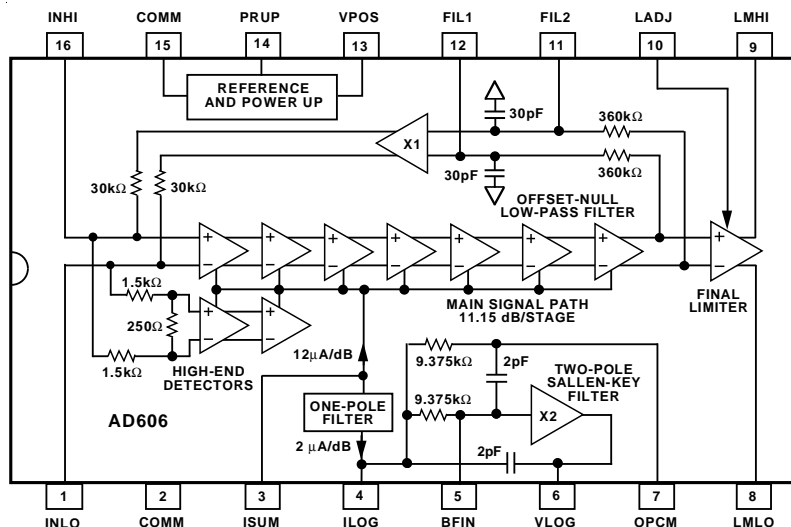 INHI COMM PRUP VPOS FIL1 FIL2 LADJ LMHI
16 15 14 13 12 11 10 9
REFERENCE
AND POWER UP
30pF
360kΩ
X1
30kΩ
30kΩ
30pF
360kΩ
OFFSET-NULL
LOW-PASS FILTER
+ + + + + + + +
– – – – – – – –
1.5kΩ
+ +
– –
250Ω
1.5kΩ
MAIN SIGNAL PATH
11.15 dB/STAGE
FINAL
LIMITER
HIGH-END
DETECTORS
12μA/dB
9.375kΩ
2pF
TWO-POLE
SALLEN-KEY
FILTER
9.375kΩ
X2
ONE-POLE
FILTER
AD606
2 μA/dB
2pF
1 2 3 4 5 6 7 8
INLO COMM ISUM ILOG BFIN VLOG OPCM LMLO